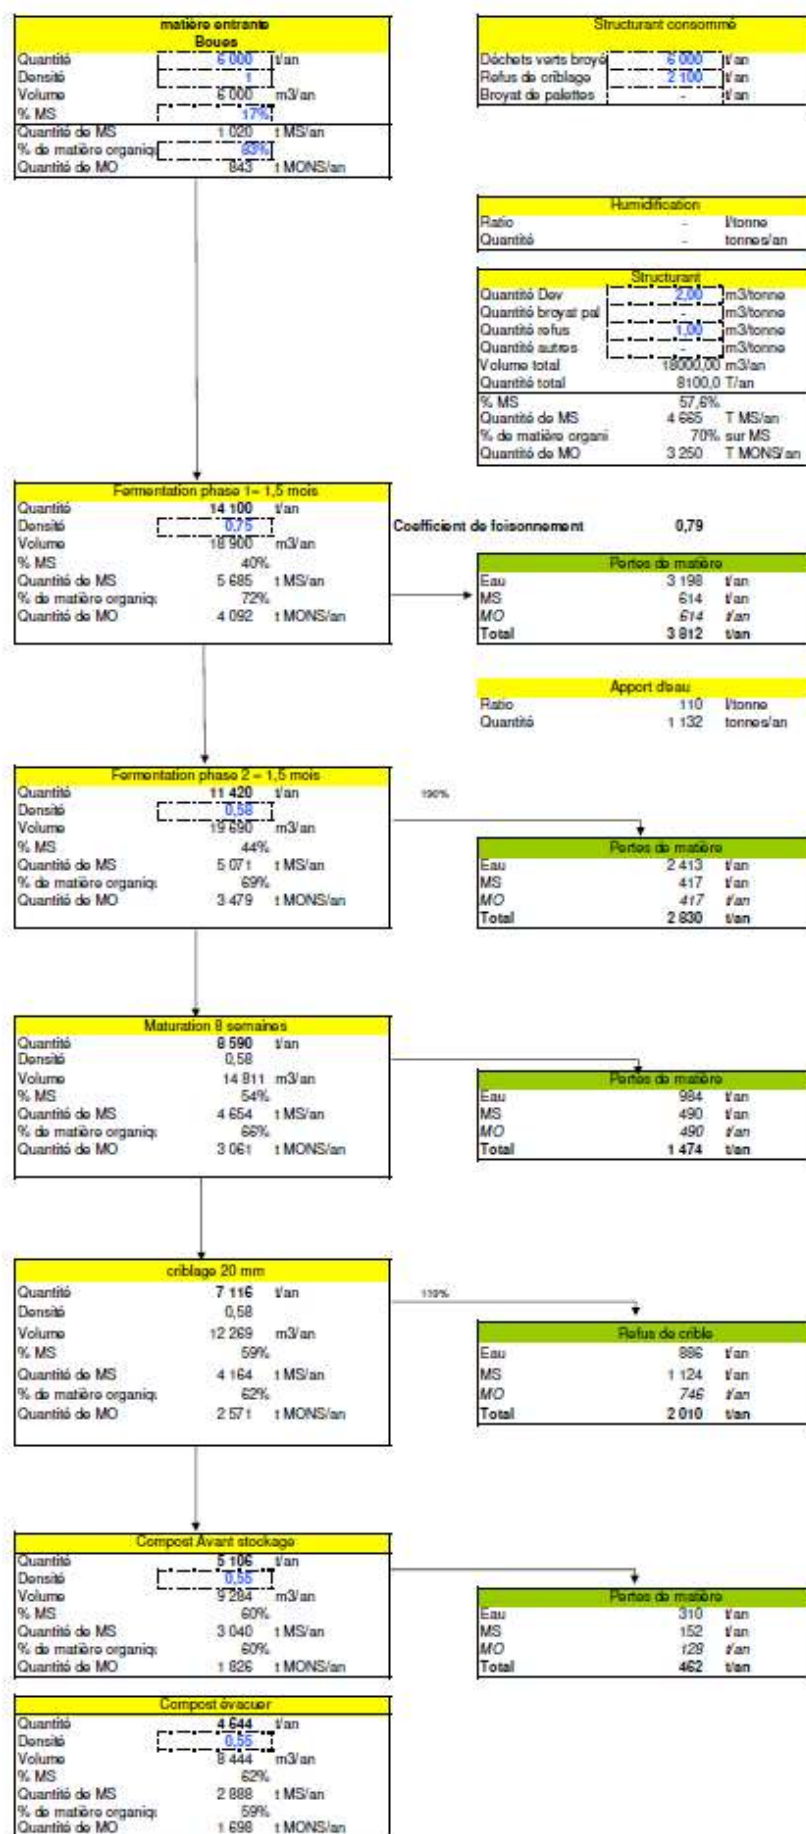 matière entrante
Boues
Quantité 6 000 t/an
Densité 1
Volume 6 000 m3/an
% MS 17%
Quantité de MS 1 020 t MS/an
% de matière organiqu 83%
Quantité de MO 843 t MONS/an
Structurant consommé
Déchets verts broyé 6 000 t/an
Refus de criblage 2 100 t/an
Broyat de palettes - t/an
Humidification
Ratio - l/tonne
Quantité - tonnes/an
Structurant
Quantité Dev 2,00 m3/tonne
Quantité broyat pal - m3/tonne
Quantité refus 1,00 m3/tonne
Quantité autres - m3/tonne
Volume total 18000,00 m3/an
Quantité total 8100,0 T/an
% MS 57,6%
Quantité de MS 4 665 T MS/an
% de matière organi 70% sur MS
Quantité de MO 3 250 T MONS/an
Fermentation phase 1– 1,5 mois
Quantité 14 100 t/an
Densité 0,75
Volume 18 900 m3/an
% MS 40%
Quantité de MS 5 685 t MS/an
% de matière organiqu 72%
Quantité de MO 4 092 t MONS/an
Coefficient de foisonnement 0,79
Pertes de matière
Eau 3 198 t/an
MS 614 t/an
MO 614 t/an
Total 3 812 t/an
Apport d'eau
Ratio 110 l/tonne
Quantité 1 132 tonnes/an
Fermentation phase 2 – 1,5 mois
Quantité 11 420 t/an
Densité 0,58
Volume 19 690 m3/an
% MS 44%
Quantité de MS 5 071 t MS/an
% de matière organiqu 69%
Quantité de MO 3 479 t MONS/an
190%
Pertes de matière
Eau 2 413 t/an
MS 417 t/an
MO 417 t/an
Total 2 830 t/an
Maturation 8 semaines
Quantité 8 590 t/an
Densité 0,58
Volume 14 811 m3/an
% MS 54%
Quantité de MS 4 654 t MS/an
% de matière organiqu 66%
Quantité de MO 3 061 t MONS/an
Pertes de matière
Eau 984 t/an
MS 490 t/an
MO 490 t/an
Total 1 474 t/an
criblage 20 mm
Quantité 7 116 t/an
Densité 0,58
Volume 12 269 m3/an
% MS 59%
Quantité de MS 4 164 t MS/an
% de matière organiqu 62%
Quantité de MO 2 571 t MONS/an
110%
Refus de crible
Eau 886 t/an
MS 1 124 t/an
MO 746 t/an
Total 2 010 t/an
Compost Avant stockage
Quantité 5 106 t/an
Densité 0,55
Volume 9 284 m3/an
% MS 60%
Quantité de MS 3 040 t MS/an
% de matière organiqu 60%
Quantité de MO 1 826 t MONS/an
Pertes de matière
Eau 310 t/an
MS 152 t/an
MO 128 t/an
Total 462 t/an
Compost évacuer
Quantité 4 644 t/an
Densité 0,55
Volume 8 444 m3/an
% MS 62%
Quantité de MS 2 888 t MS/an
% de matière organiqu 59%
Quantité de MO 1 698 t MONS/an